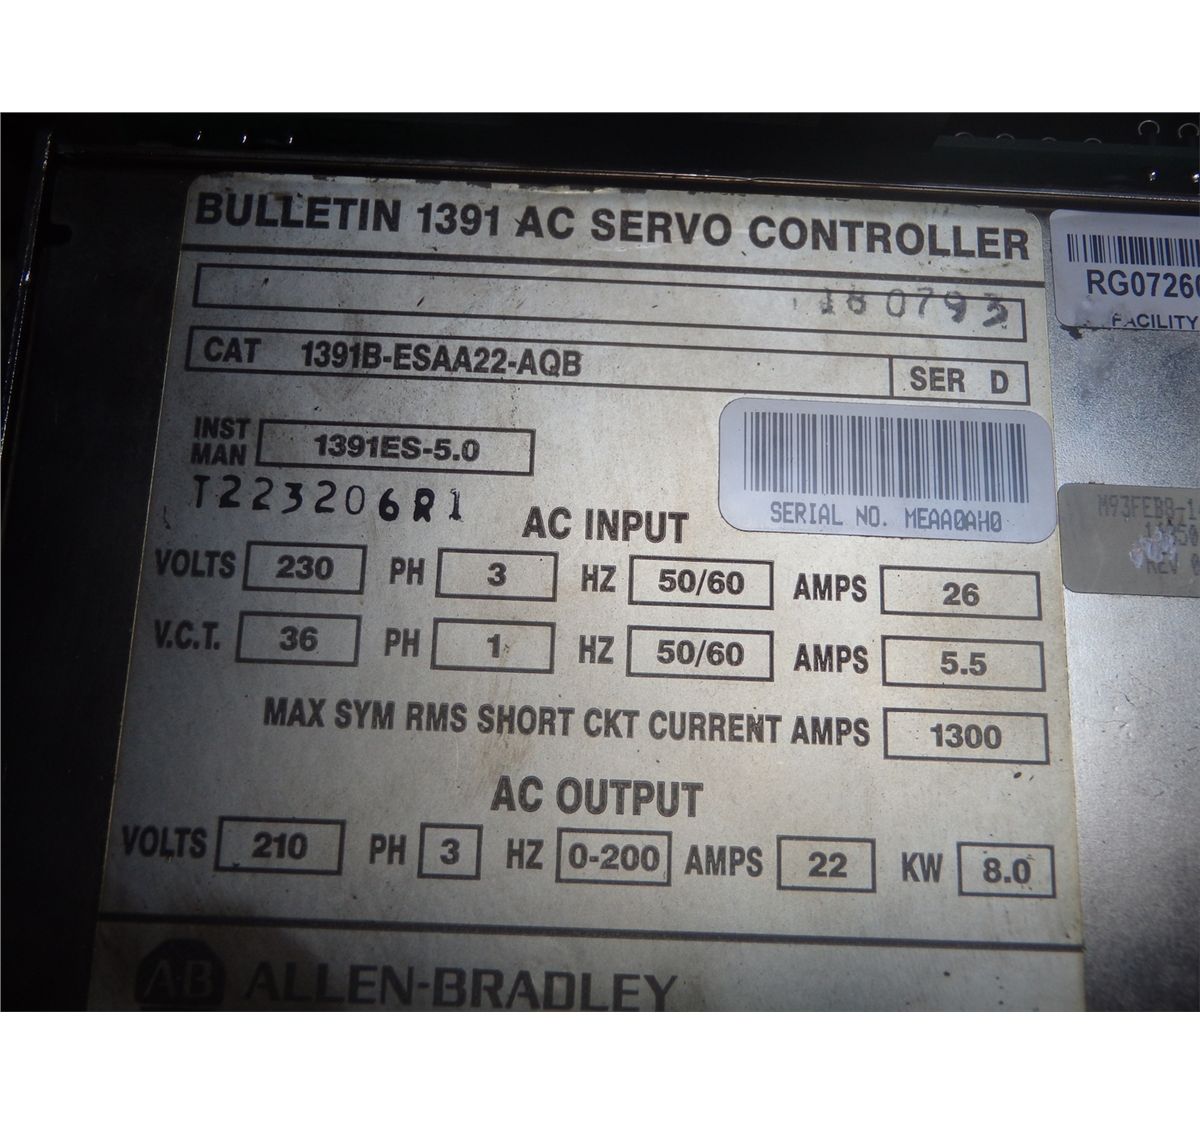 BULLETIN 1391 AC SERVO CONTROLLER
180793
CAT 1391B-ESAA22-AQB
SER D
INST MAN 1391ES-5.0
T223206R1
SERIAL NO. MEAA0AH0
AC INPUT
VOLTS 230 PH 3 HZ 50/60 AMPS 26
V.C.T. 36 PH 1 HZ 50/60 AMPS 5.5
MAX SYM RMS SHORT CKT CURRENT AMPS 1300
AC OUTPUT
VOLTS 210 PH 3 HZ 0-200 AMPS 22 KW 8.0
A-B ALLEN-BRADLEY
RG0726
FACILITY